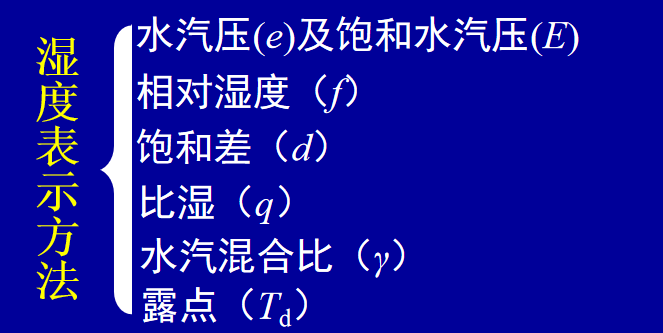 湿度表示方法
水汽压(e)及饱和水汽压(E)
相对湿度（f）
饱和差（d）
比湿（q）
水汽混合比（γ）
露点（Td）